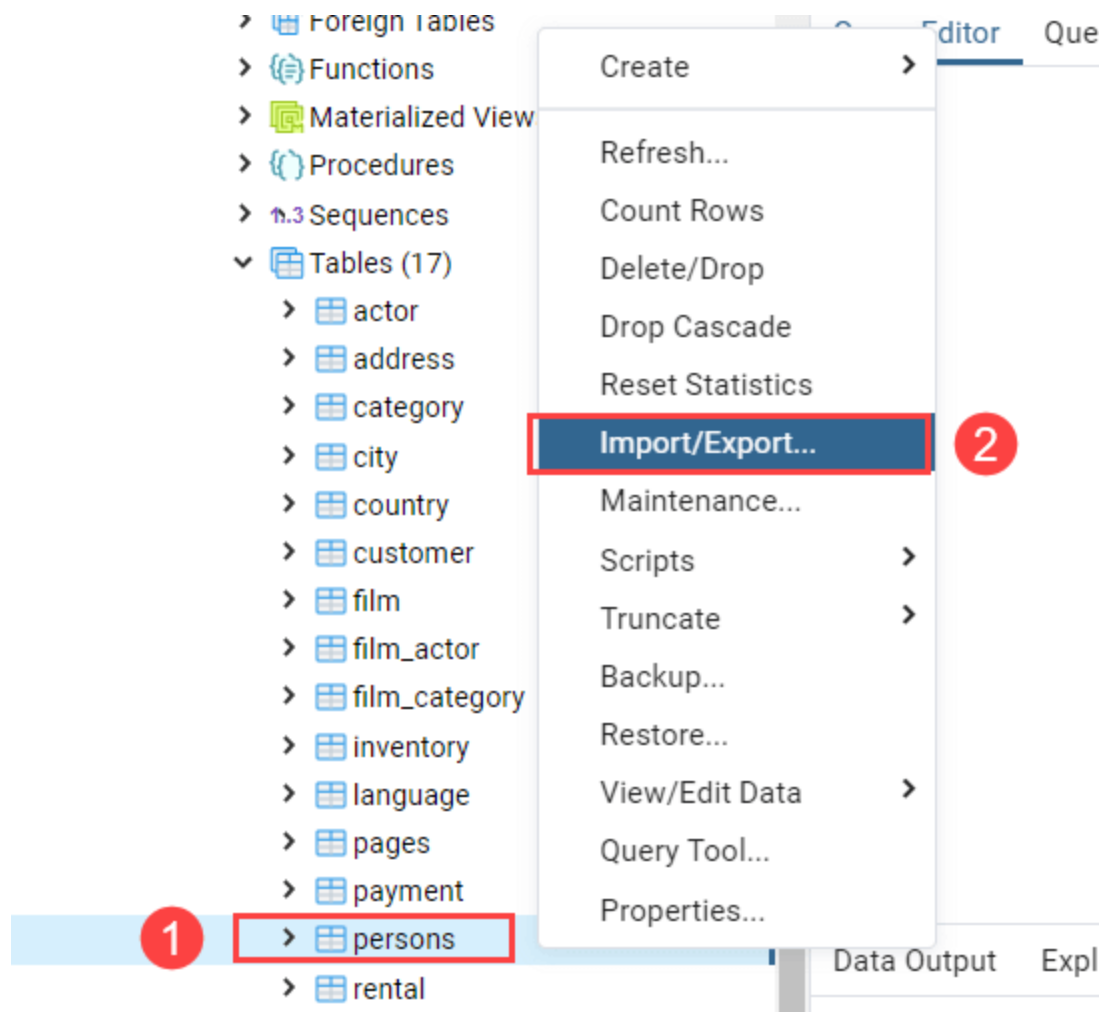 Foreign Tables
Functions
Materialized View
Procedures
1..3 Sequences
Tables (17)
actor
address
category
city
country
customer
film
film_actor
film_category
inventory
language
pages
payment
1
persons
rental
Create
Refresh...
Count Rows
Delete/Drop
Drop Cascade
Reset Statistics
Import/Export...
2
Maintenance...
Scripts
Truncate
Backup...
Restore...
View/Edit Data
Query Tool...
Properties...
Editor Que
Data Output Expl